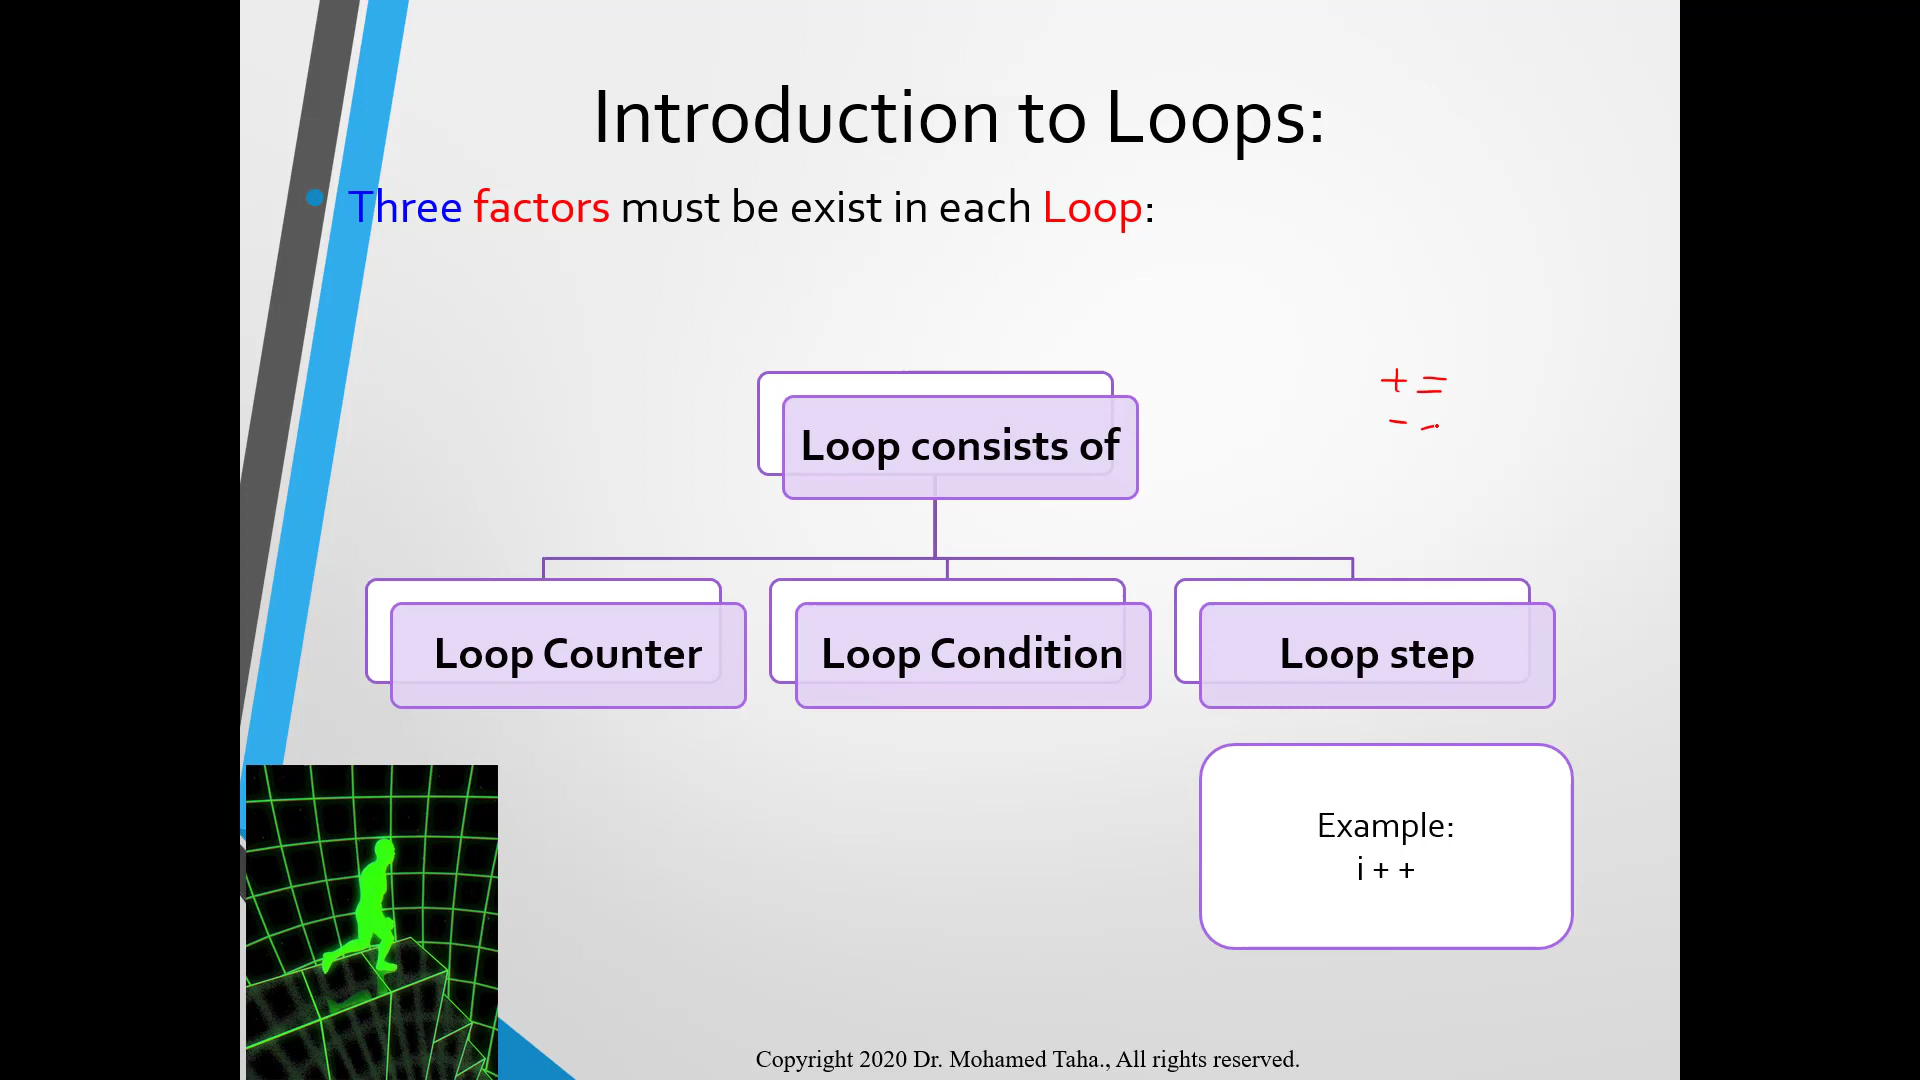 Introduction to Loops:
Three factors must be exist in each Loop:
+ =
- -
Loop consists of
Loop Counter
Loop Condition
Loop step
Example:
i + +
Copyright 2020 Dr. Mohamed Taha., All rights reserved.